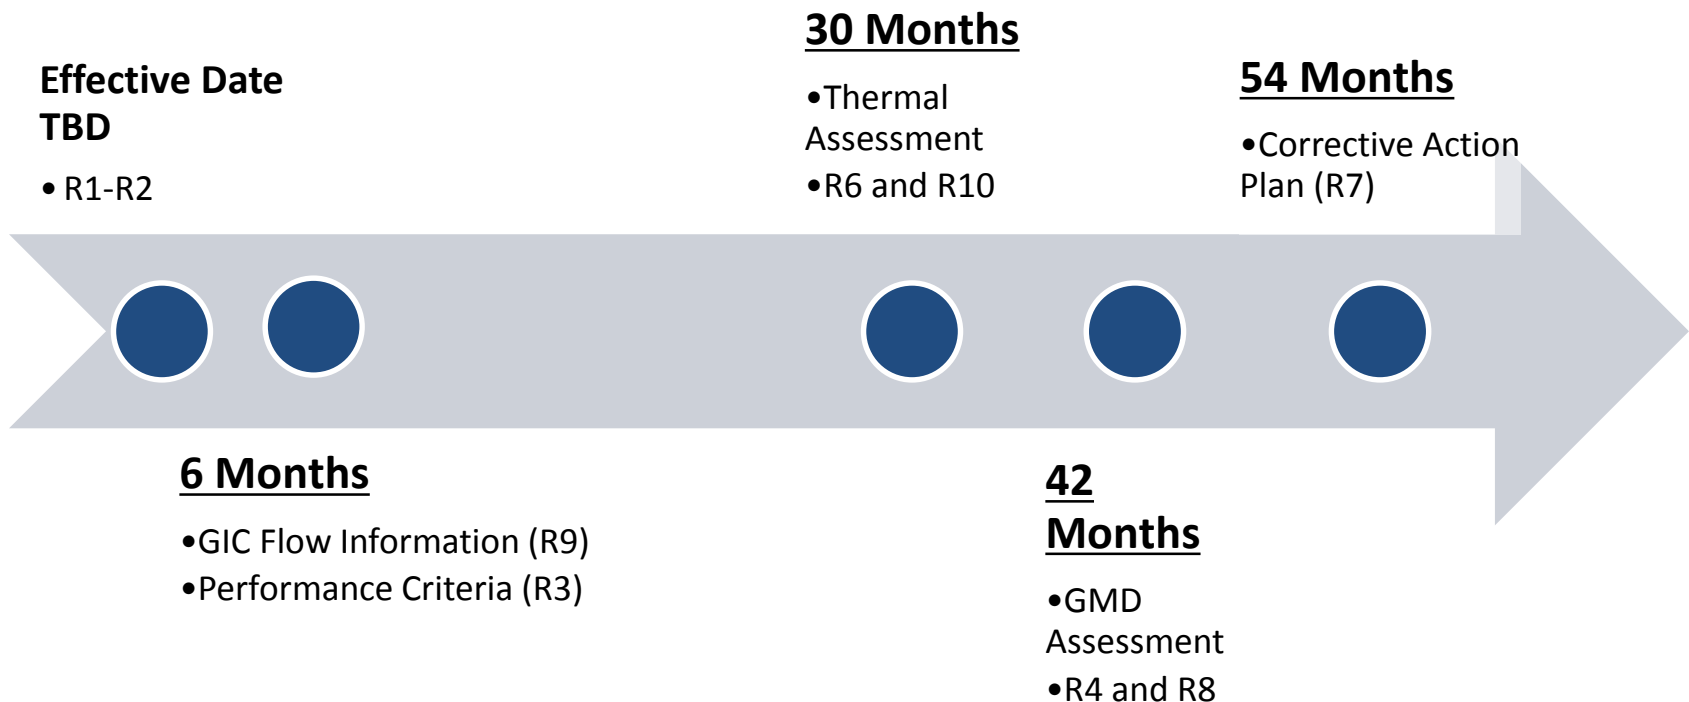 Effective Date
TBD
• R1-R2
6 Months
•GIC Flow Information (R9)
•Performance Criteria (R3)
30 Months
•Thermal
Assessment
•R6 and R10
42
Months
•GMD
Assessment
•R4 and R8
54 Months
•Corrective Action
Plan (R7)